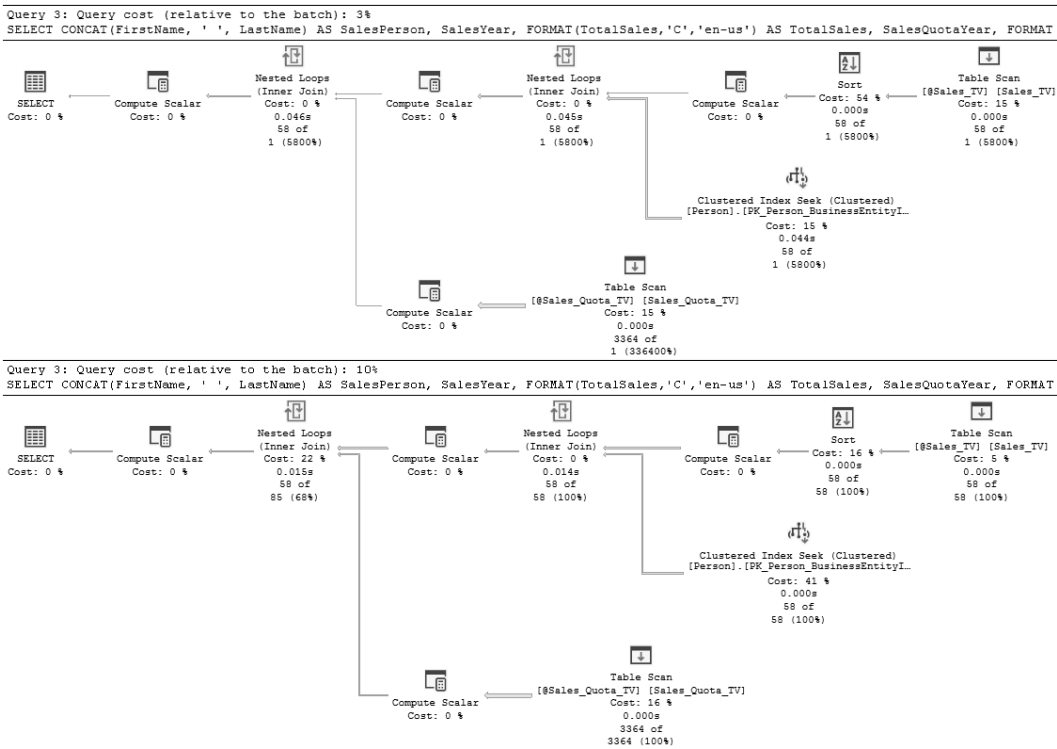 Query 3: Query cost (relative to the batch): 3%
SELECT CONCAT(FirstName, ' ', LastName) AS SalesPerson, SalesYear, FORMAT(TotalSales,'C','en-us') AS TotalSales, SalesQuotaYear, FORMAT
SELECT
Cost: 0 %
Compute Scalar
Cost: 0 %
Nested Loops
(Inner Join)
Cost: 0 %
0.046s
58 of
1 (5800%)
Compute Scalar
Cost: 0 %
Nested Loops
(Inner Join)
Cost: 0 %
0.045s
58 of
1 (5800%)
Compute Scalar
Cost: 0 %
Sort
Cost: 54 %
0.000s
58 of
1 (5800%)
Table Scan
[@Sales_TV] [Sales_TV]
Cost: 15 %
0.000s
58 of
1 (5800%)
Clustered Index Seek (Clustered)
[Person].[PK_Person_BusinessEntityI…
Cost: 15 %
0.044s
58 of
1 (5800%)
Compute Scalar
Cost: 0 %
Table Scan
[@Sales_Quota_TV] [Sales_Quota_TV]
Cost: 15 %
0.000s
3364 of
1 (336400%)
Query 3: Query cost (relative to the batch): 10%
SELECT CONCAT(FirstName, ' ', LastName) AS SalesPerson, SalesYear, FORMAT(TotalSales,'C','en-us') AS TotalSales, SalesQuotaYear, FORMAT
SELECT
Cost: 0 %
Compute Scalar
Cost: 0 %
Nested Loops
(Inner Join)
Cost: 22 %
0.015s
58 of
85 (68%)
Compute Scalar
Cost: 0 %
Nested Loops
(Inner Join)
Cost: 0 %
0.014s
58 of
58 (100%)
Compute Scalar
Cost: 0 %
Sort
Cost: 16 %
0.000s
58 of
58 (100%)
Table Scan
[@Sales_TV] [Sales_TV]
Cost: 5 %
0.000s
58 of
58 (100%)
Clustered Index Seek (Clustered)
[Person].[PK_Person_BusinessEntityI…
Cost: 41 %
0.000s
58 of
58 (100%)
Compute Scalar
Cost: 0 %
Table Scan
[@Sales_Quota_TV] [Sales_Quota_TV]
Cost: 16 %
0.000s
3364 of
3364 (100%)